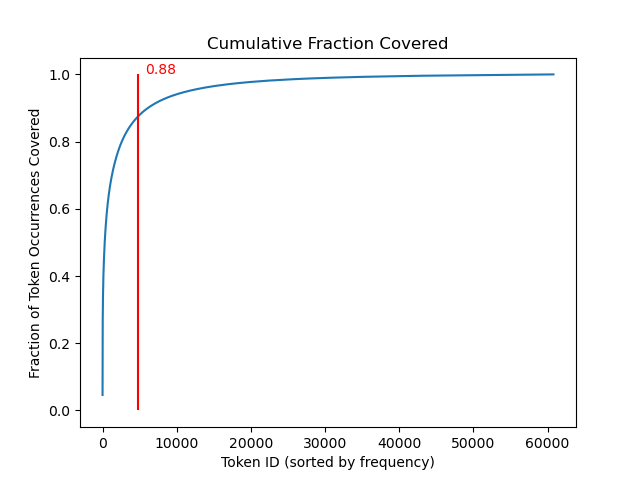 Cumulative Fraction Covered
0.88
1.0
0.8
0.6
0.4
0.2
0.0
Fraction of Token Occurrences Covered
0 10000 20000 30000 40000 50000 60000
Token ID (sorted by frequency)